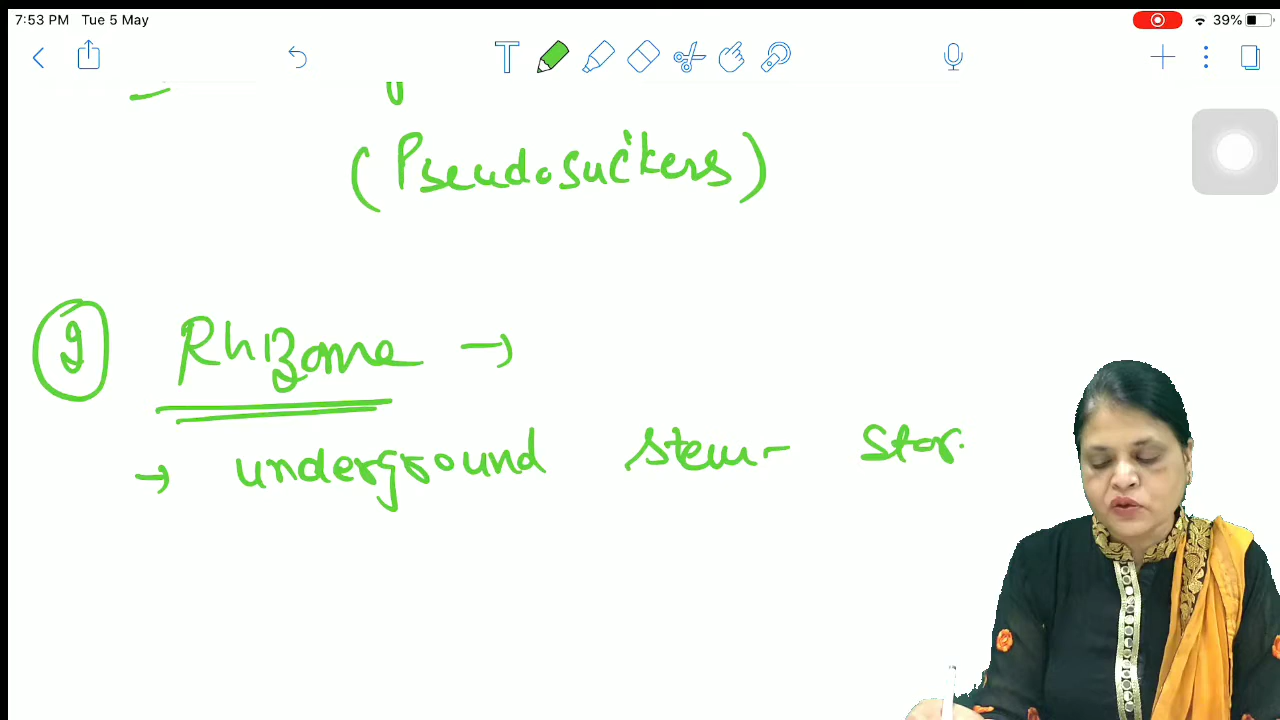 7:53 PM Tue 5 May
39%
T
(Pseudosuckers)
9 Rhizome →
→ underground stem - Stor.